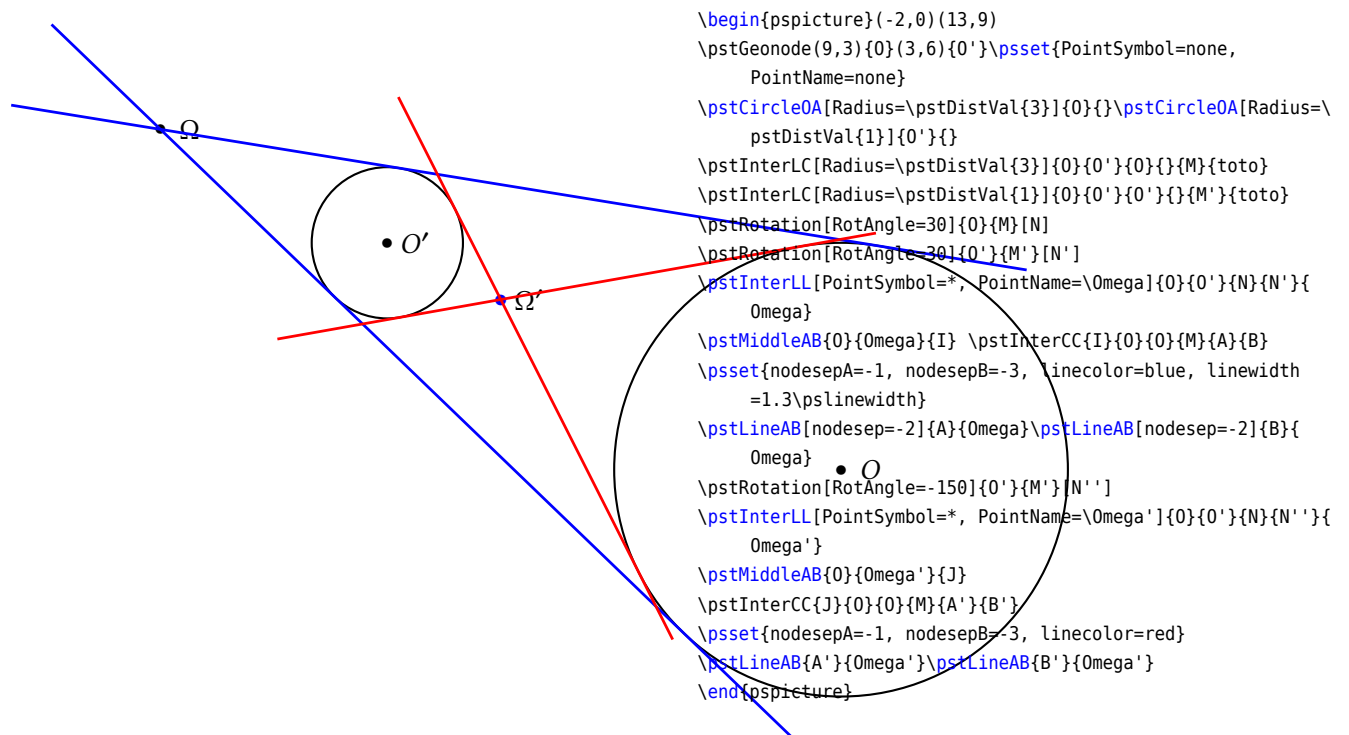 \begin{pspicture}(-2,0)(13,9)
\pstGeonode(9,3){O}(3,6){O'}\psset{PointSymbol=none,
PointName=none}
\pstCircleOA[Radius=\pstDistVal{3}]{O}{}\pstCircleOA[Radius=\
pstDistVal{1}]{O'}{}
\pstInterLC[Radius=\pstDistVal{3}]{O}{O'}{O}{}{M}{toto}
\pstInterLC[Radius=\pstDistVal{1}]{O}{O'}{O'}{}{M'}{toto}
\pstRotation[RotAngle=30]{O}{M}[N]
\pstRotation[RotAngle=30]{O'}{M'}[N']
\pstInterLL[PointSymbol=*, PointName=\Omega]{O}{O'}{N}{N'}{
Omega}
\pstMiddleAB{O}{Omega}{I} \pstInterCC{I}{O}{O}{M}{A}{B}
\psset{nodesepA=-1, nodesepB=-3, linecolor=blue, linewidth
=1.3\pslinewidth}
\pstLineAB[nodesep=-2]{A}{Omega}\pstLineAB[nodesep=-2]{B}{
Omega}
\pstRotation[RotAngle=-150]{O'}{M'}[N'']
\pstInterLL[PointSymbol=*, PointName=\Omega']{O}{O'}{N}{N''}{
Omega'}
\pstMiddleAB{O}{Omega'}{J}
\pstInterCC{J}{O}{O}{M}{A'}{B'}
\psset{nodesepA=-1, nodesepB=-3, linecolor=red}
\pstLineAB{A'}{Omega'}\pstLineAB{B'}{Omega'}
\end{pspicture}
Ω
O′
Ω′
O